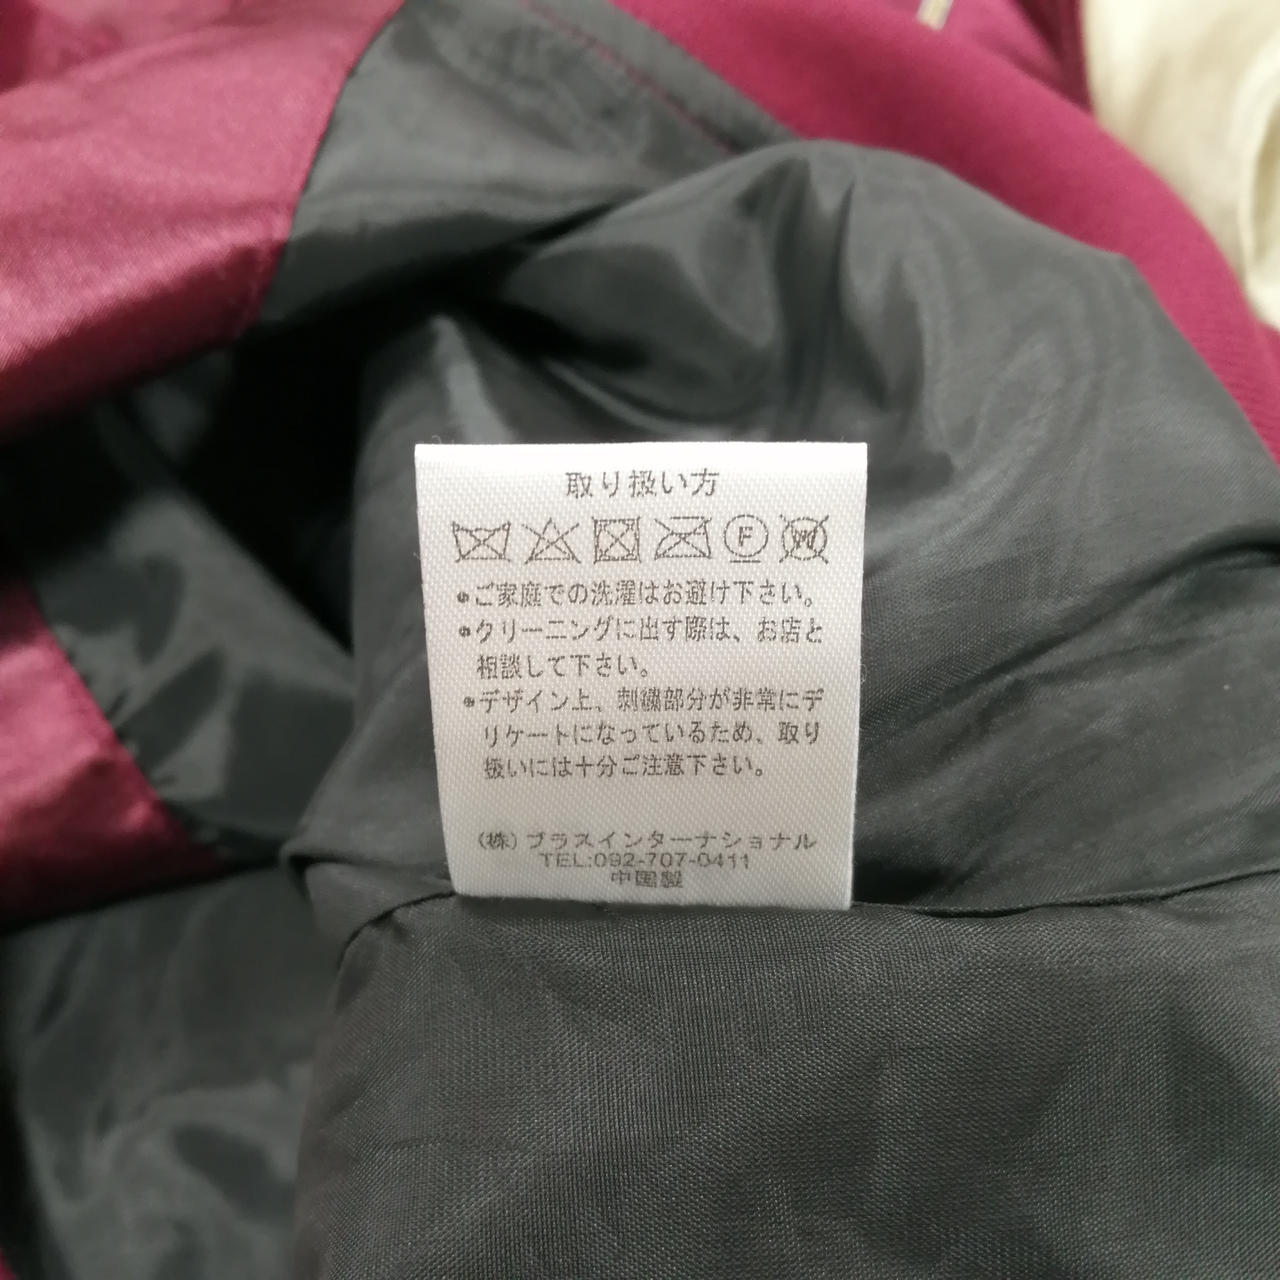 取り扱い方
F W
●ご家庭での洗濯はお避け下さい。
●クリーニングに出す際は、お店と
相談して下さい。
●デザイン上、刺繍部分が非常にデ
リケートになっているため、取り
扱いには十分ご注意下さい。
(株)プラスインターナショナル
TEL:092-707-0411
中国製